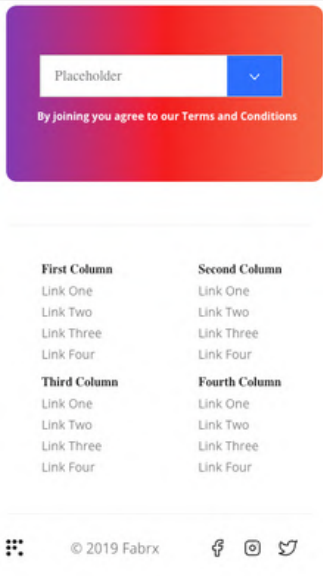 Placeholder
By joining you agree to our Terms and Conditions
First Column
Link One
Link Two
Link Three
Link Four
Second Column
Link One
Link Two
Link Three
Link Four
Third Column
Link One
Link Two
Link Three
Link Four
Fourth Column
Link One
Link Two
Link Three
Link Four
© 2019 Fabrx